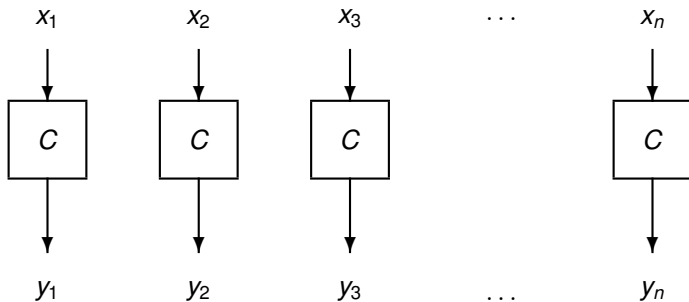 x₁ x₂ x₃ ... xₙ
C C C C
y₁ y₂ y₃ ... yₙ